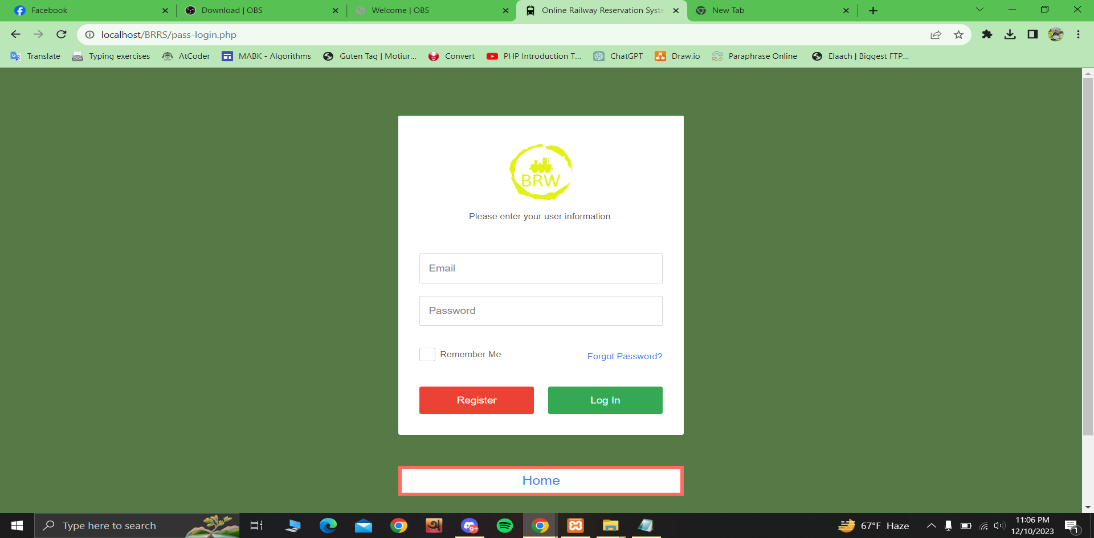 Facebook
Download | OBS
Welcome | OBS
Online Railway Reservation Syste
New Tab
localhost/BRRS/pass-login.php
Translate
Typing exercises
AtCoder
MABK - Algorithms
Guten Tag | Motiur...
Convert
PHP Introduction T...
ChatGPT
Draw.io
Paraphrase Online
Elaach | Biggest FTP...
BRW
Please enter your user information
Email
Password
Remember Me
Forgot Password?
Register
Log In
Home
Type here to search
67°F Haze
11:06 PM
12/10/2023
1